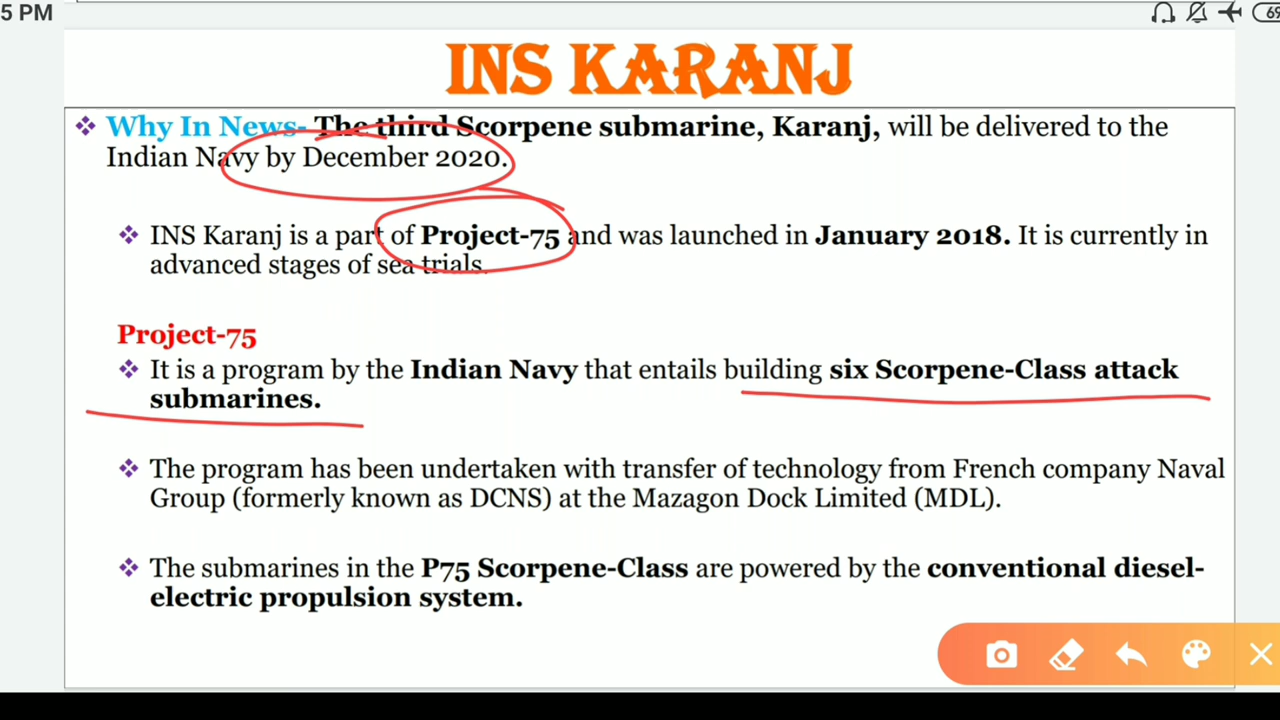 5 PM
69
INS KARANJ
Why In News- The third Scorpene submarine, Karanj, will be delivered to the
Indian Navy by December 2020.
INS Karanj is a part of Project-75 and was launched in January 2018. It is currently in
advanced stages of sea trials.
Project-75
It is a program by the Indian Navy that entails building six Scorpene-Class attack
submarines.
The program has been undertaken with transfer of technology from French company Naval
Group (formerly known as DCNS) at the Mazagon Dock Limited (MDL).
The submarines in the P75 Scorpene-Class are powered by the conventional diesel-
electric propulsion system.